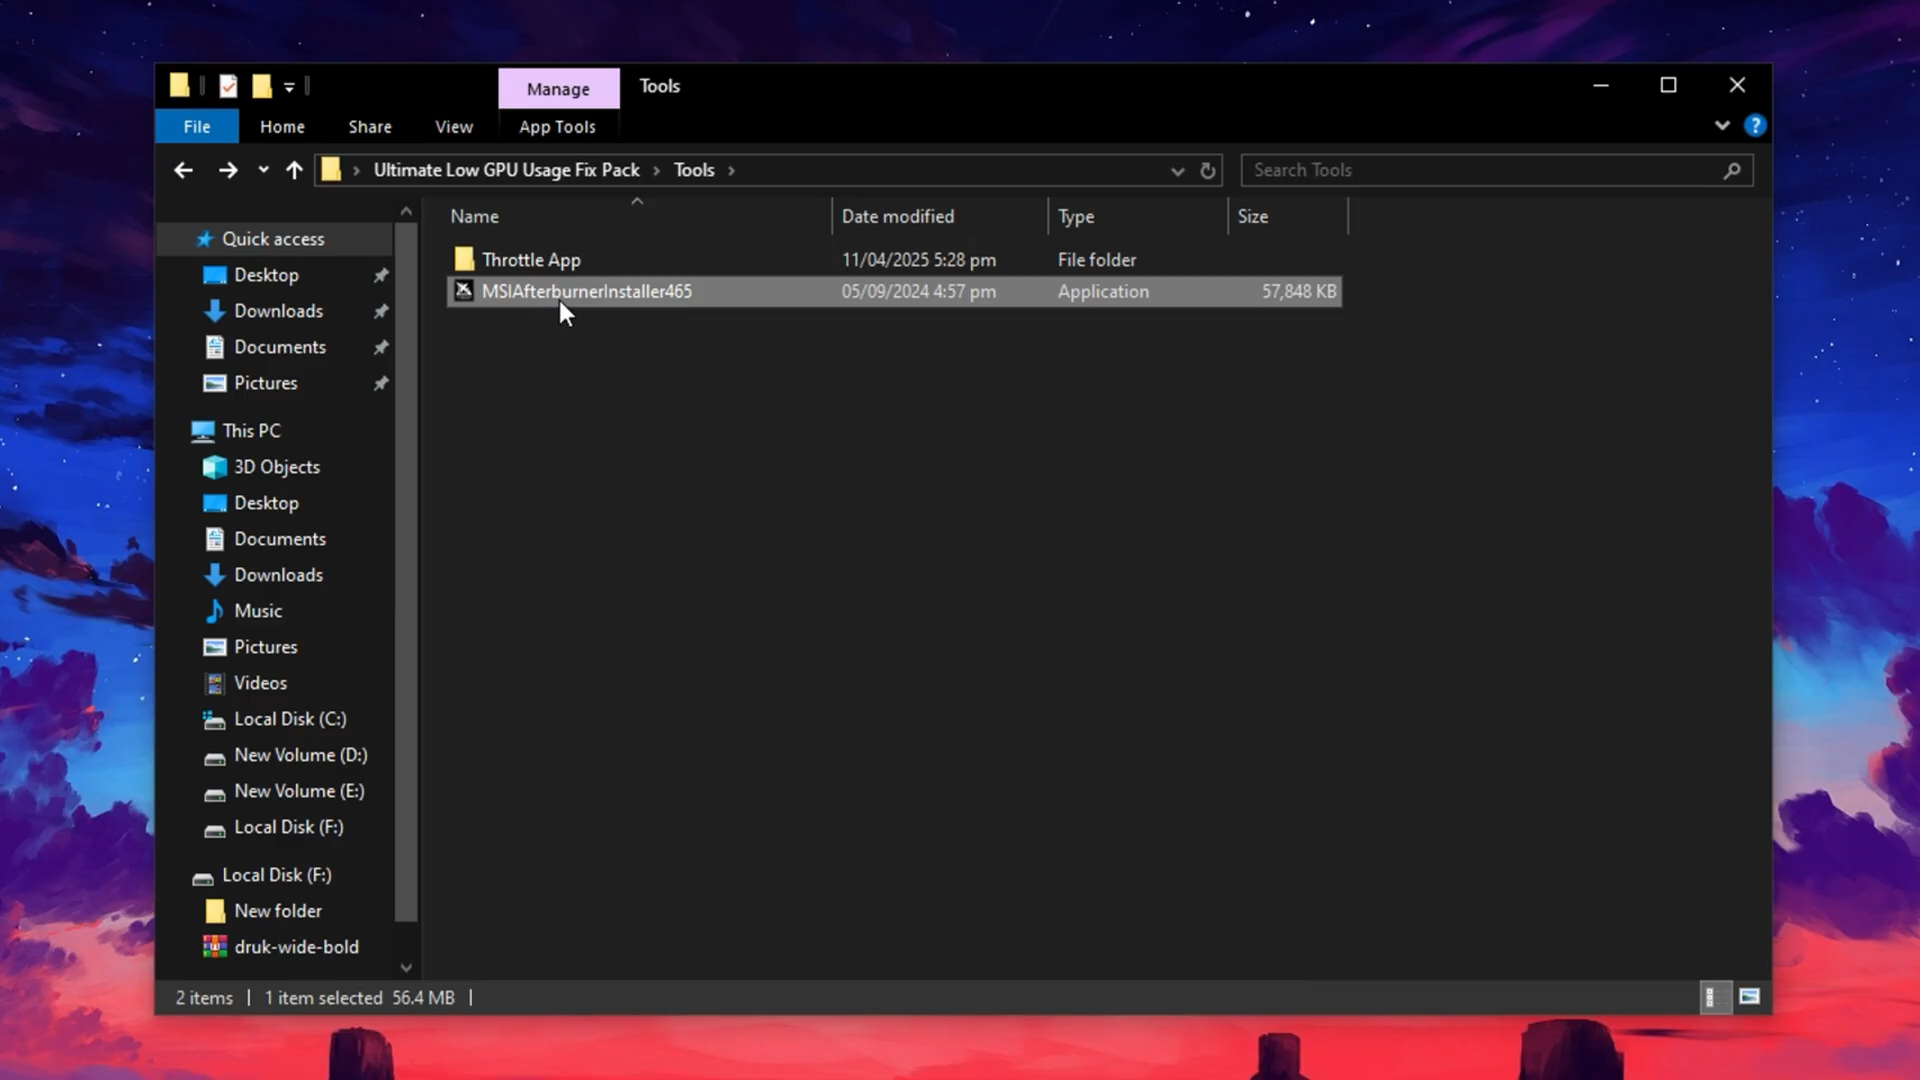 Manage
Tools
File
Home
Share
View
App Tools
?
Ultimate Low GPU Usage Fix Pack
Tools
Search Tools
Name
Date modified
Type
Size
Throttle App
11/04/2025 5:28 pm
File folder
MSIAfterburnerInstaller465
05/09/2024 4:57 pm
Application
57,848 KB
Quick access
Desktop
Downloads
Documents
Pictures
This PC
3D Objects
Desktop
Documents
Downloads
Music
Pictures
Videos
Local Disk (C:)
New Volume (D:)
New Volume (E:)
Local Disk (F:)
Local Disk (F:)
New folder
druk-wide-bold
2 items
1 item selected 56.4 MB